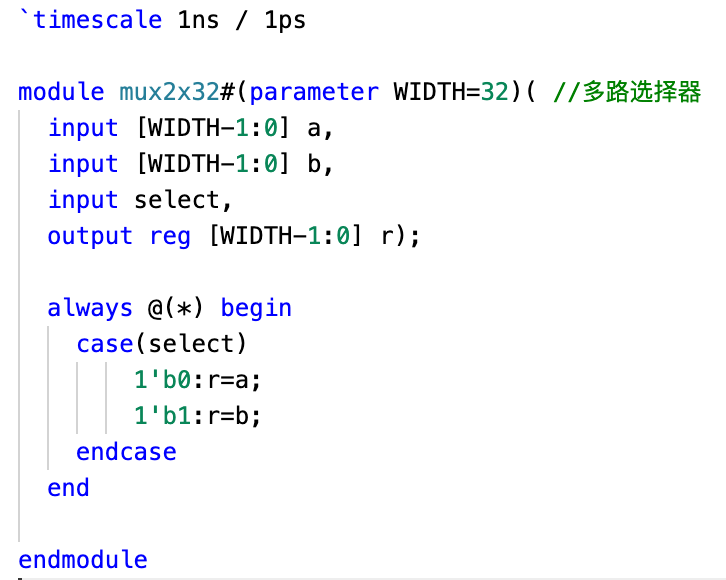 `timescale 1ns / 1ps
module mux2x32#(parameter WIDTH=32)( //多路选择器
input [WIDTH-1:0] a,
input [WIDTH-1:0] b,
input select,
output reg [WIDTH-1:0] r);
always @(*) begin
case(select)
1'b0:r=a;
1'b1:r=b;
endcase
end
endmodule